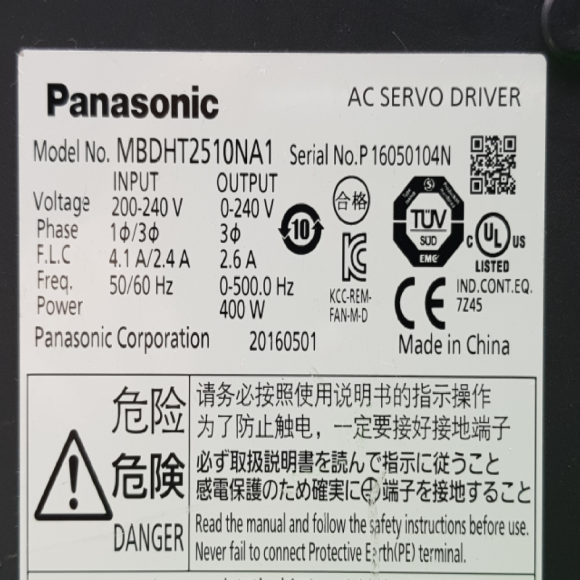 Panasonic AC SERVO DRIVER
Model No. MBDHT2510NA1 Serial No.P16050104N
INPUT OUTPUT
Voltage 200-240 V 0-240 V
Phase 1ϕ/3ϕ 3ϕ
F.L.C 4.1 A/2.4 A 2.6 A
Freq. 50/60 Hz 0-500.0 Hz
Power 400 W
10
合格
KCC-REM-
FAN-M-D
TÜV
SÜD
EMC
C UL US
LISTED
IND.CONT.EQ.
7Z45
CE
Panasonic Corporation 20160501 Made in China
危险
请务必按照使用说明书的指示操作
为了防止触电，一定要接好接地端子
危険
必ず取扱説明書を読んで指示に従うこと
感電保護のため確実に端子を接地すること
DANGER
Read the manual and follow the safety instructions before use.
Never fail to connect Protective Earth(PE) terminal.